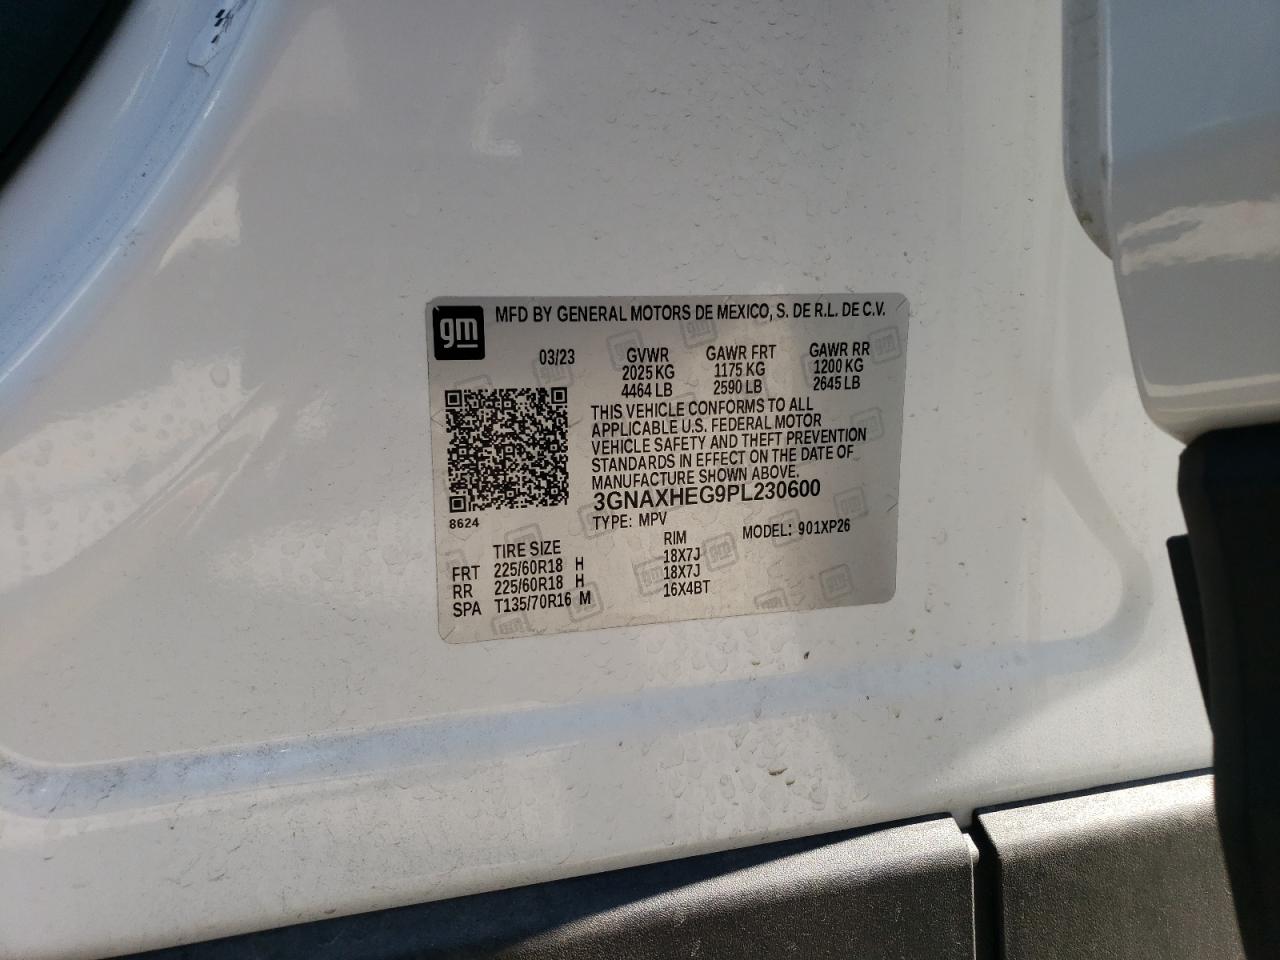 gm MFD BY GENERAL MOTORS DE MEXICO, S. DE R.L. DE C.V.
03/23 GVWR GAWR FRT GAWR RR
2025 KG 1175 KG 1200 KG
4464 LB 2590 LB 2645 LB
THIS VEHICLE CONFORMS TO ALL
APPLICABLE U.S. FEDERAL MOTOR
VEHICLE SAFETY AND THEFT PREVENTION
STANDARDS IN EFFECT ON THE DATE OF
MANUFACTURE SHOWN ABOVE.
3GNAXHEG9PL230600
8624 TYPE: MPV MODEL: 901XP26
TIRE SIZE RIM
FRT 225/60R18 H 18X7J
RR 225/60R18 H 18X7J
SPA T135/70R16 M 16X4BT